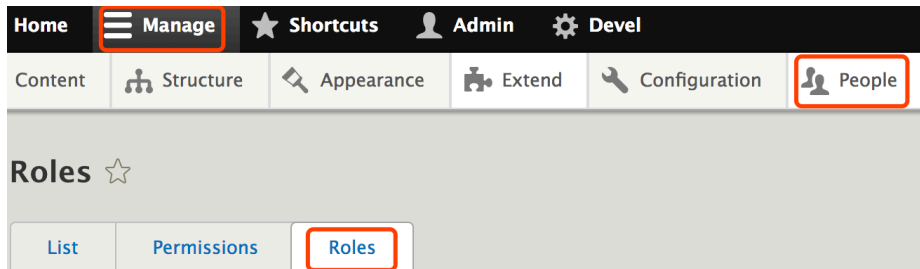 Home Manage Shortcuts Admin Devel
Content Structure Appearance Extend Configuration People
Roles
List Permissions Roles